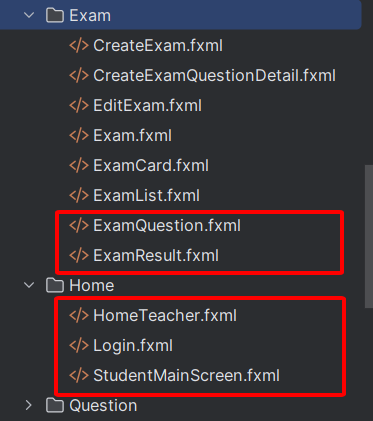 Exam
</> CreateExam.fxml
</> CreateExamQuestionDetail.fxml
</> EditExam.fxml
</> Exam.fxml
</> ExamCard.fxml
</> ExamList.fxml
</> ExamQuestion.fxml
</> ExamResult.fxml
Home
</> HomeTeacher.fxml
</> Login.fxml
</> StudentMainScreen.fxml
Question